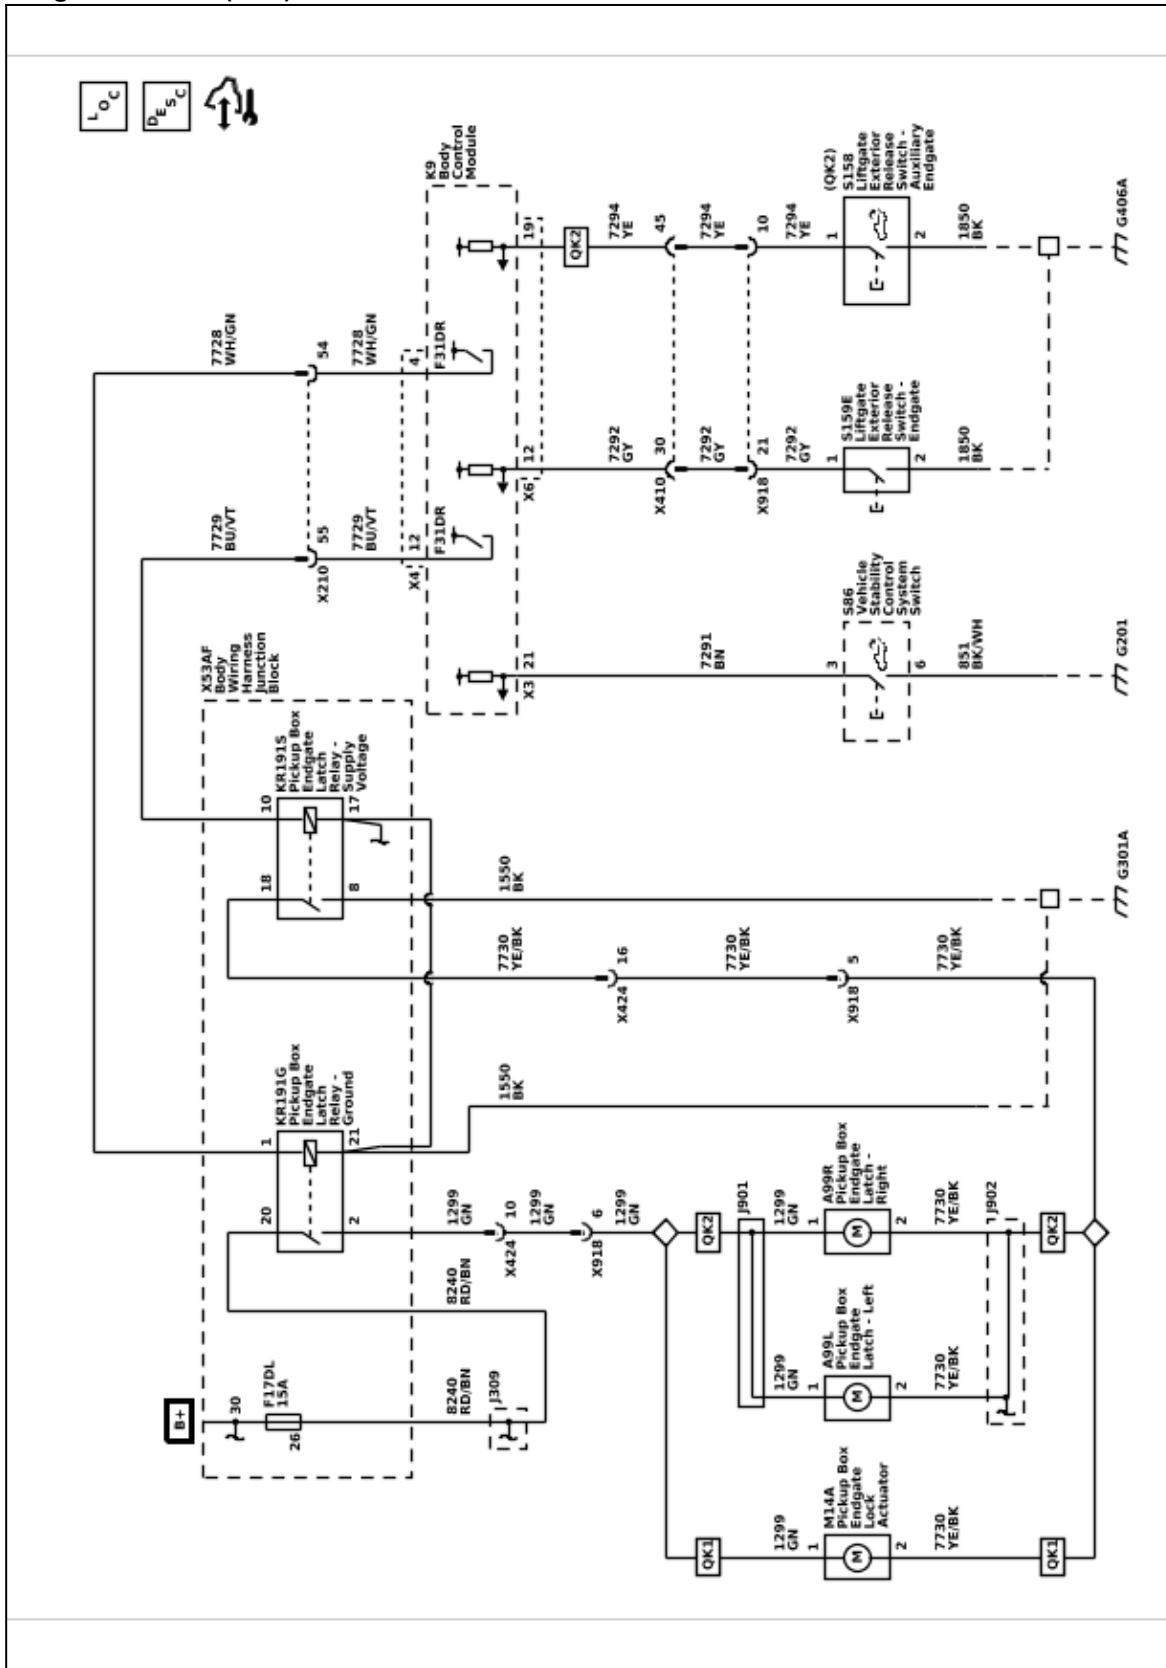 L O C
D E S C
B+
30
F17DL
15A
26
8240
RD/BN
J309
8240
RD/BN
20
1
KR191G
Pickup Box
Endgate
Latch
Relay -
Ground
2
21
1299
GN
10
X424
1299
GN
6
X918
1299
GN
1550
BK
18
10
KR191S
Pickup Box
Endgate
Latch
Relay -
Supply
Voltage
8
17
X53AF
Body
Wiring
Harness
Junction
Block
7730
YE/BK
16
X424
7730
YE/BK
5
X918
7730
YE/BK
1550
BK
G301A
7729
BU/VT
55
X210
7729
BU/VT
12
X4
F31DR
7728
WH/GN
54
7728
WH/GN
4
F31DR
K9
Body
Control
Module
21
X3
7291
BN
3
S86
Vehicle
Stability
Control
System
Switch
6
851
BK/WH
G201
12
X6
7292
GY
30
X410
7292
GY
21
X918
7292
GY
1
S159E
Liftgate
Exterior
Release
Switch -
Endgate
2
1850
BK
19
QK2
7294
YE
45
7294
YE
10
7294
YE
1
(QK2)
S158
Liftgate
Exterior
Release
Switch -
Auxiliary
Endgate
2
1850
BK
G406A
QK1
1299
GN
1
M14A
Pickup Box
Endgate
Lock
Actuator
M
2
7730
YE/BK
QK1
QK2
J901
1299
GN
1
A99L
Pickup Box
Endgate
Latch - Left
M
2
7730
YE/BK
1299
GN
1
A99R
Pickup Box
Endgate
Latch -
Right
M
2
7730
YE/BK
J902
QK2